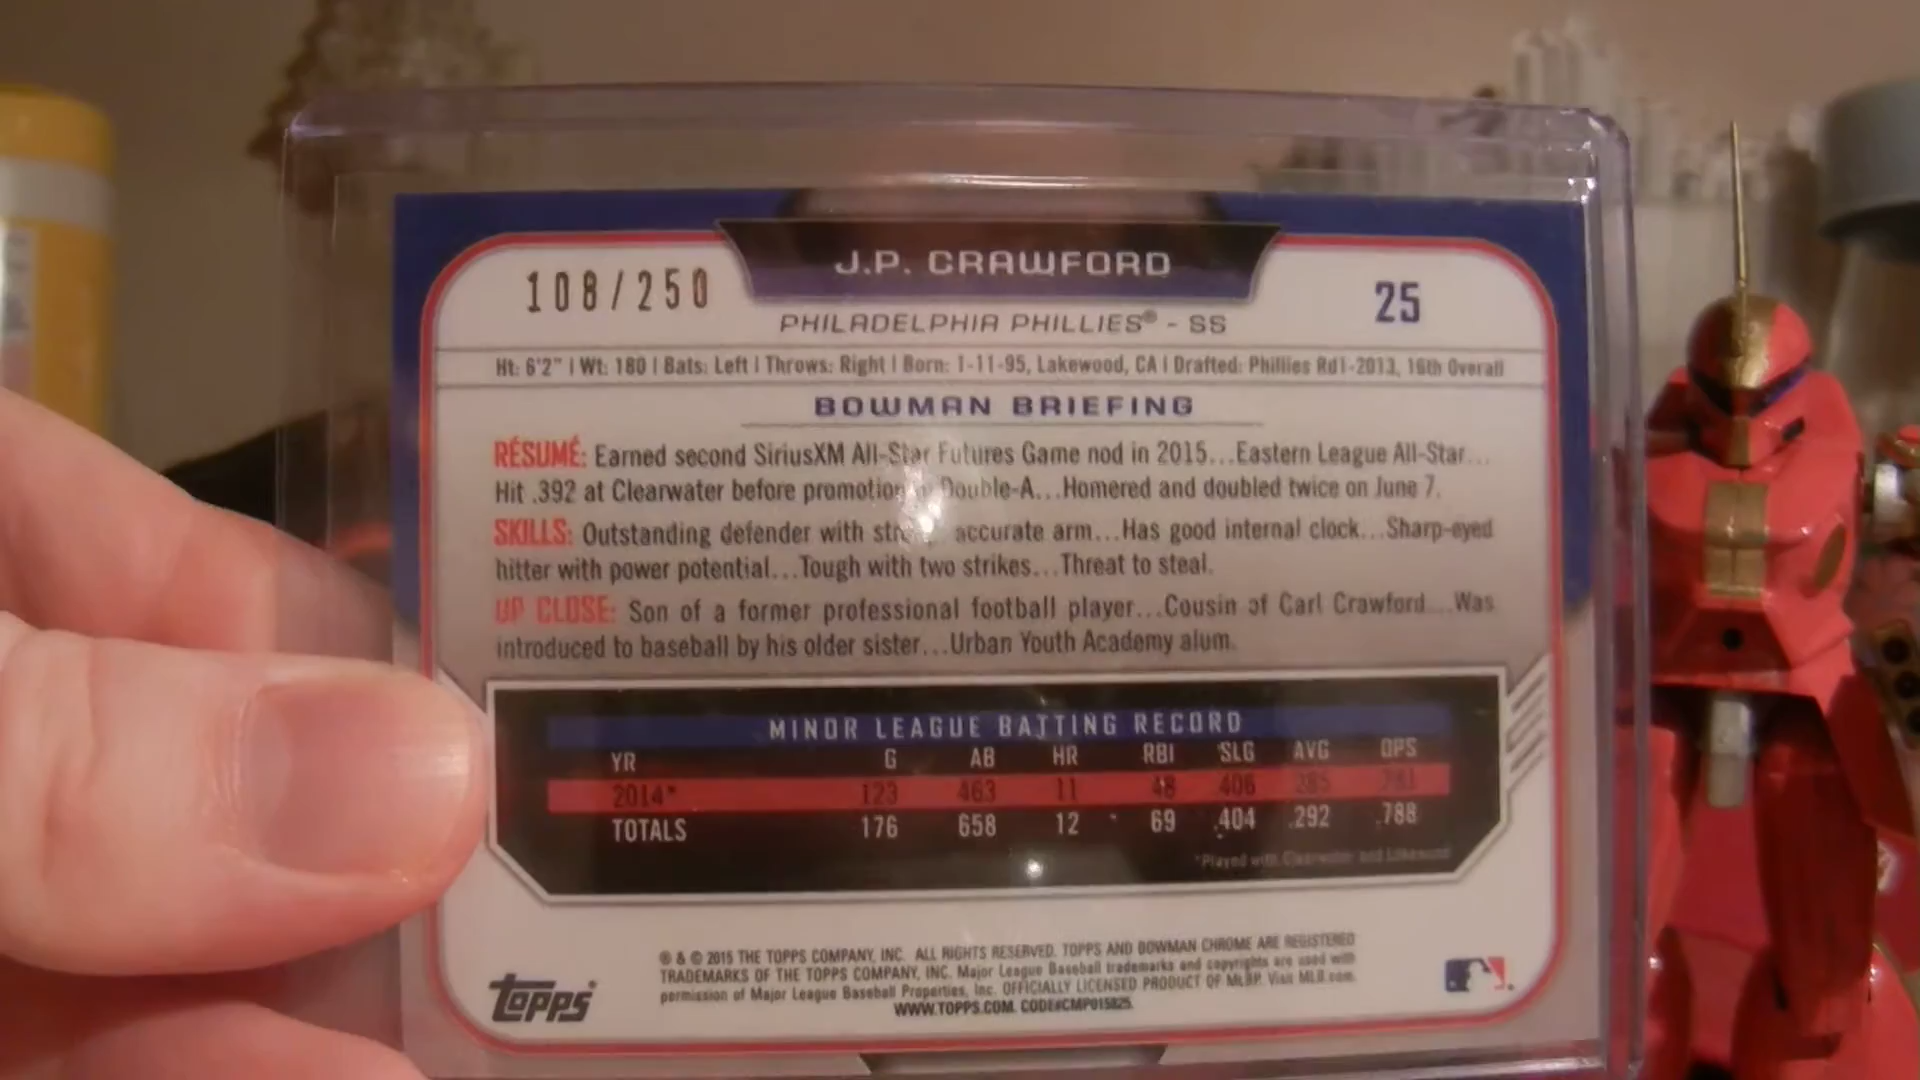 J.P. CRAWFORD
108/250
25
PHILADELPHIA PHILLIES® - SS
Ht: 6'2" | Wt: 180 | Bats: Left | Throws: Right | Born: 1-11-95, Lakewood, CA | Drafted: Phillies Rd1-2013, 16th Overall
BOWMAN BRIEFING
RÉSUMÉ: Earned second SiriusXM All-Star Futures Game nod in 2015...Eastern League All-Star...
Hit .392 at Clearwater before promotion Double-A...Homered and doubled twice on June 7.
SKILLS: Outstanding defender with accurate arm...Has good internal clock...Sharp-eyed
hitter with power potential...Tough with two strikes...Threat to steal.
UP CLOSE: Son of a former professional football player...Cousin of Carl Crawford...Was
introduced to baseball by his older sister...Urban Youth Academy alum.
MINOR LEAGUE BATTING RECORD
YR G AB HR RBI SLG AVG OPS
2014* 123 463 11 48 .406 .285 .781
TOTALS 176 658 12 69 .404 .292 .788
*Played with Clearwater and Lakewood
® & © 2015 THE TOPPS COMPANY, INC. ALL RIGHTS RESERVED. TOPPS AND BOWMAN CHROME ARE REGISTERED
TRADEMARKS OF THE TOPPS COMPANY, INC. Major League Baseball trademarks and copyrights are used with
permission of Major League Baseball Properties, Inc. OFFICIALLY LICENSED PRODUCT OF MLBP. Visit MLB.com.
WWW.TOPPS.COM. CODE#CMP015825
topps